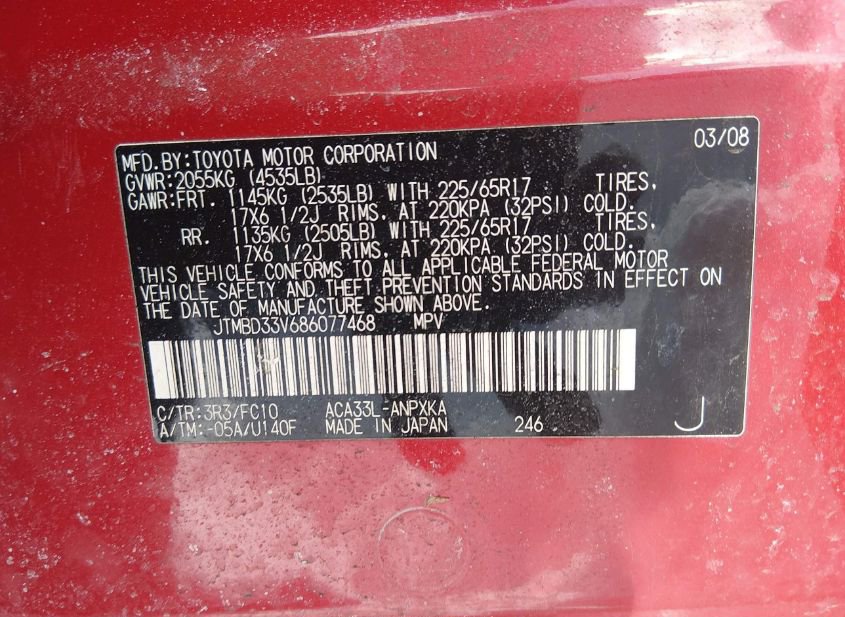 03/08
MFD.BY:TOYOTA MOTOR CORPORATION
GVWR:2055KG (4535LB)
GAWR:FRT. 1145KG (2535LB) WITH 225/65R17 TIRES,
17X6 1/2J RIMS, AT 220KPA (32PSI) COLD.
RR. 1135KG (2505LB) WITH 225/65R17 TIRES,
17X6 1/2J RIMS, AT 220KPA (32PSI) COLD.
THIS VEHICLE CONFORMS TO ALL APPLICABLE FEDERAL MOTOR
VEHICLE SAFETY AND THEFT PREVENTION STANDARDS IN EFFECT ON
THE DATE OF MANUFACTURE SHOWN ABOVE.
JTMBD33V686077468 MPV
C/TR:3R3/FC10 ACA33L-ANPXKA
A/TM:-05A/U140F MADE IN JAPAN 246 J